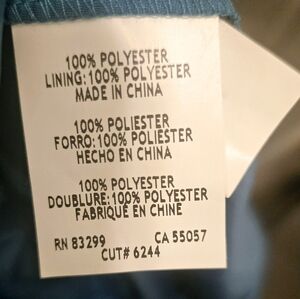 100% POLYESTER
LINING: 100% POLYESTER
MADE IN CHINA
100% POLIESTER
FORRO: 100% POLIESTER
HECHO EN CHINA
100% POLYESTER
DOUBLURE: 100% POLYESTER
FABRIQUÉ EN CHINE
RN 83299 CA 55057
CUT# 6244